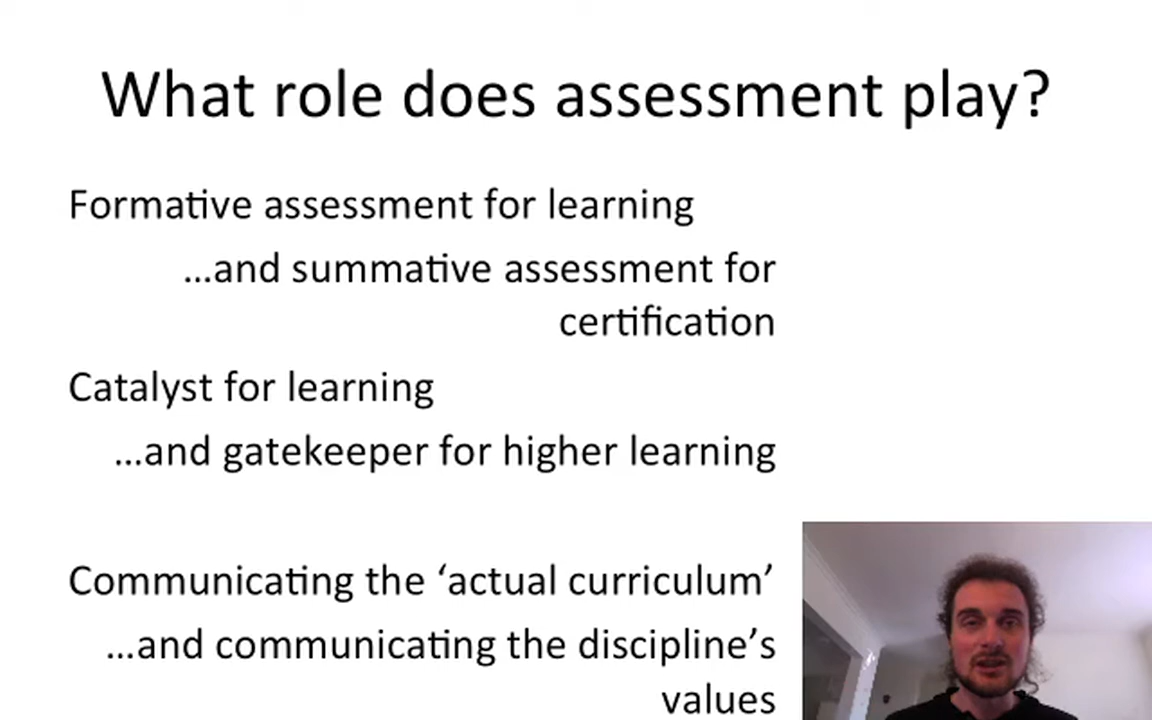 What role does assessment play?
Formative assessment for learning
…and summative assessment for
certification
Catalyst for learning
…and gatekeeper for higher learning
Communicating the ‘actual curriculum’
…and communicating the discipline’s
values